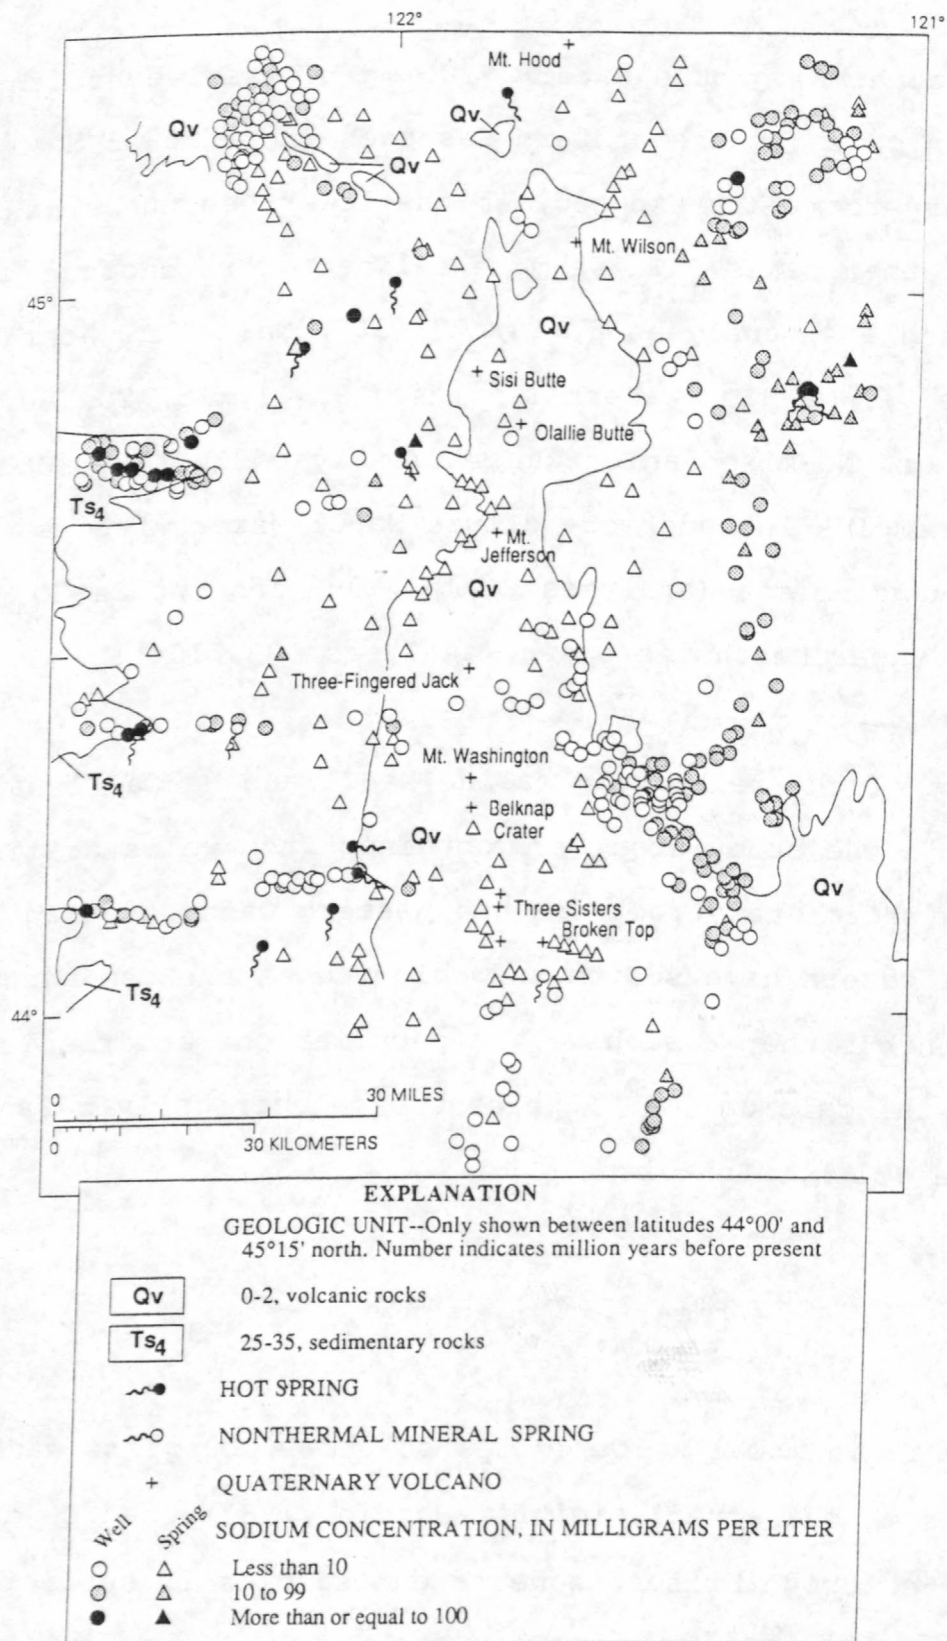 122°
121°
Mt. Hood
Qv
Qv
Qv
Mt. Wilson
45°
Qv
Sisi Butte
Olallie Butte
Ts4
Mt.
Jefferson
Qv
Three-Fingered Jack
Mt. Washington
Ts4
Belknap
Crater
Qv
Qv
Three Sisters
Broken Top
Ts4
44°
0 30 MILES
0 30 KILOMETERS
EXPLANATION
GEOLOGIC UNIT--Only shown between latitudes 44°00' and
45°15' north. Number indicates million years before present
Qv 0-2, volcanic rocks
Ts4 25-35, sedimentary rocks
HOT SPRING
NONTHERMAL MINERAL SPRING
+ QUATERNARY VOLCANO
Well Spring SODIUM CONCENTRATION, IN MILLIGRAMS PER LITER
Less than 10
10 to 99
More than or equal to 100